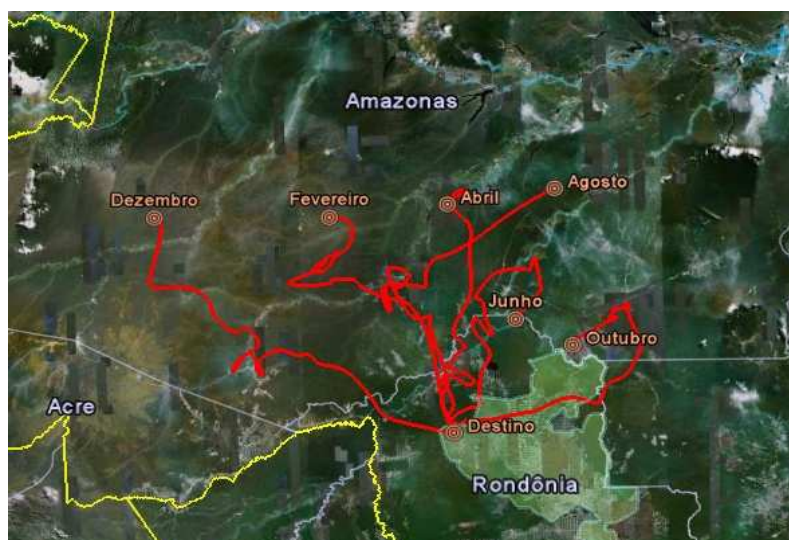 Amazonas
Dezembro
Fevereiro
Abril
Agosto
Junho
Outubro
Acre
Destino
Rondônia